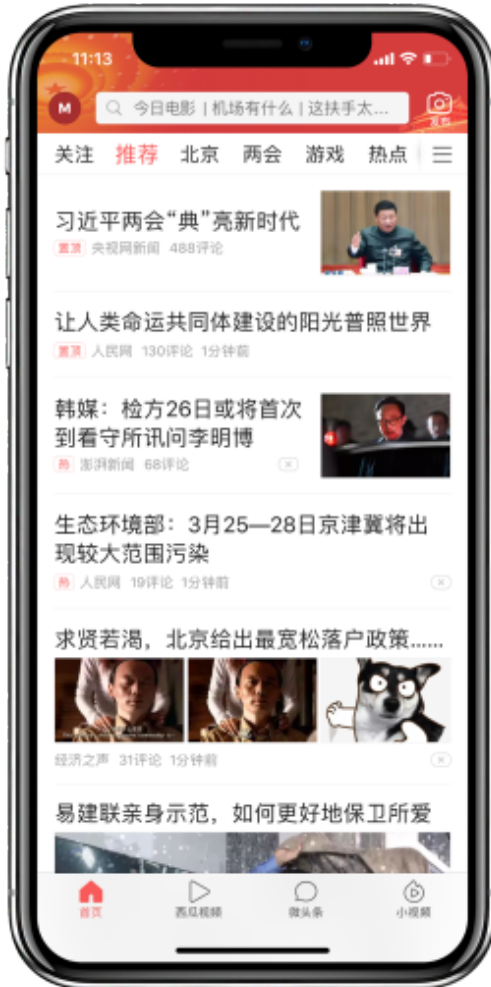 11:13
M
今日电影 | 机场有什么 | 这扶手太...
发布
关注 推荐 北京 两会 游戏 热点
习近平两会“典”亮新时代
置顶 央视网新闻 488评论
让人类命运共同体建设的阳光普照世界
置顶 人民网 130评论 1分钟前
韩媒：检方26日或将首次
到看守所讯问李明博
热 澎湃新闻 68评论
生态环境部：3月25—28日京津冀将出
现较大范围污染
热 人民网 19评论 1分钟前
求贤若渴，北京给出最宽松落户政策……
经济之声 31评论 1分钟前
易建联亲身示范，如何更好地保卫所爱
首页 西瓜视频 微头条 小视频